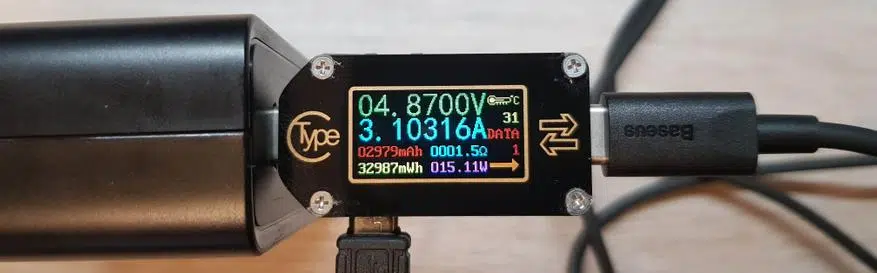 Type C
04.8700V °C
31
3.10316A DATA
02979mAh 0001.5Ω 1
32987mWh 015.11W
Baseus